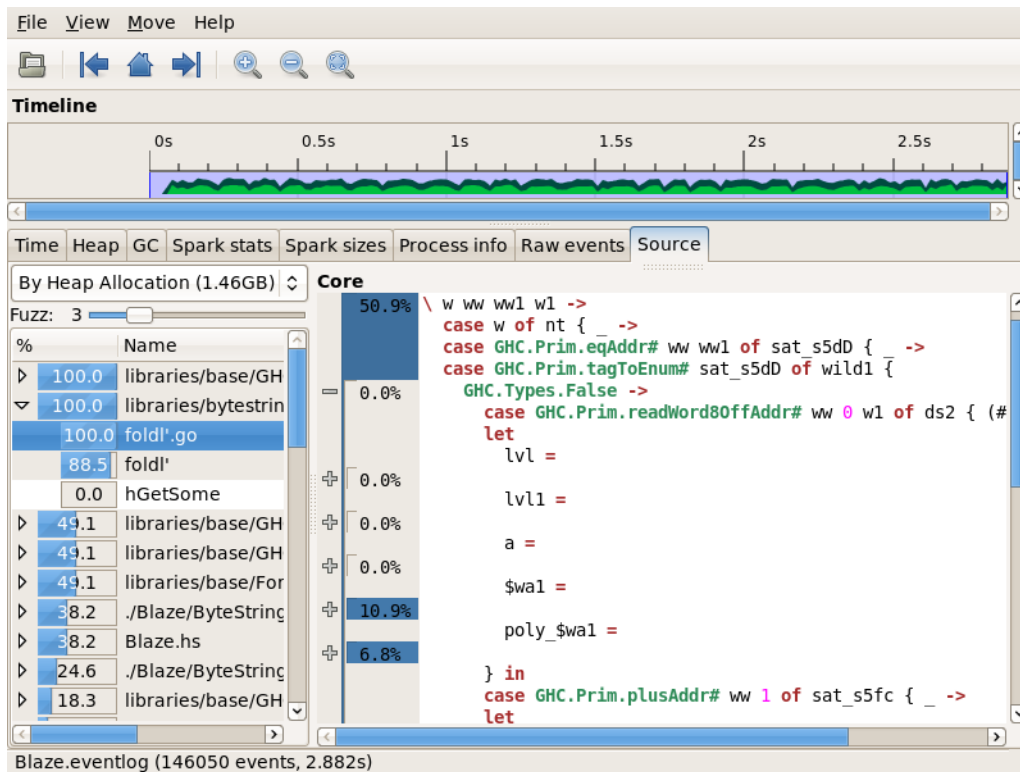 File View Move Help
Timeline
0s 0.5s 1s 1.5s 2s 2.5s
Time Heap GC Spark stats Spark sizes Process info Raw events Source
By Heap Allocation (1.46GB)
Fuzz: 3
% Name
100.0 libraries/base/GH
100.0 libraries/bytestrin
100.0 foldl'.go
88.5 foldl'
0.0 hGetSome
49.1 libraries/base/GH
49.1 libraries/base/GH
49.1 libraries/base/For
38.2 ./Blaze/ByteString
38.2 Blaze.hs
24.6 ./Blaze/ByteString
18.3 libraries/base/GH
Core
50.9% \ w ww ww1 w1 ->
case w of nt { _ ->
case GHC.Prim.eqAddr# ww ww1 of sat_s5dD { _ ->
case GHC.Prim.tagToEnum# sat_s5dD of wild1 {
0.0% GHC.Types.False ->
case GHC.Prim.readWord8OffAddr# ww 0 w1 of ds2 { (#
let
lvl =
0.0%
lvl1 =
0.0%
a =
0.0%
$wa1 =
10.9%
poly_$wa1 =
6.8%
} in
case GHC.Prim.plusAddr# ww 1 of sat_s5fc { _ ->
let
Blaze.eventlog (146050 events, 2.882s)